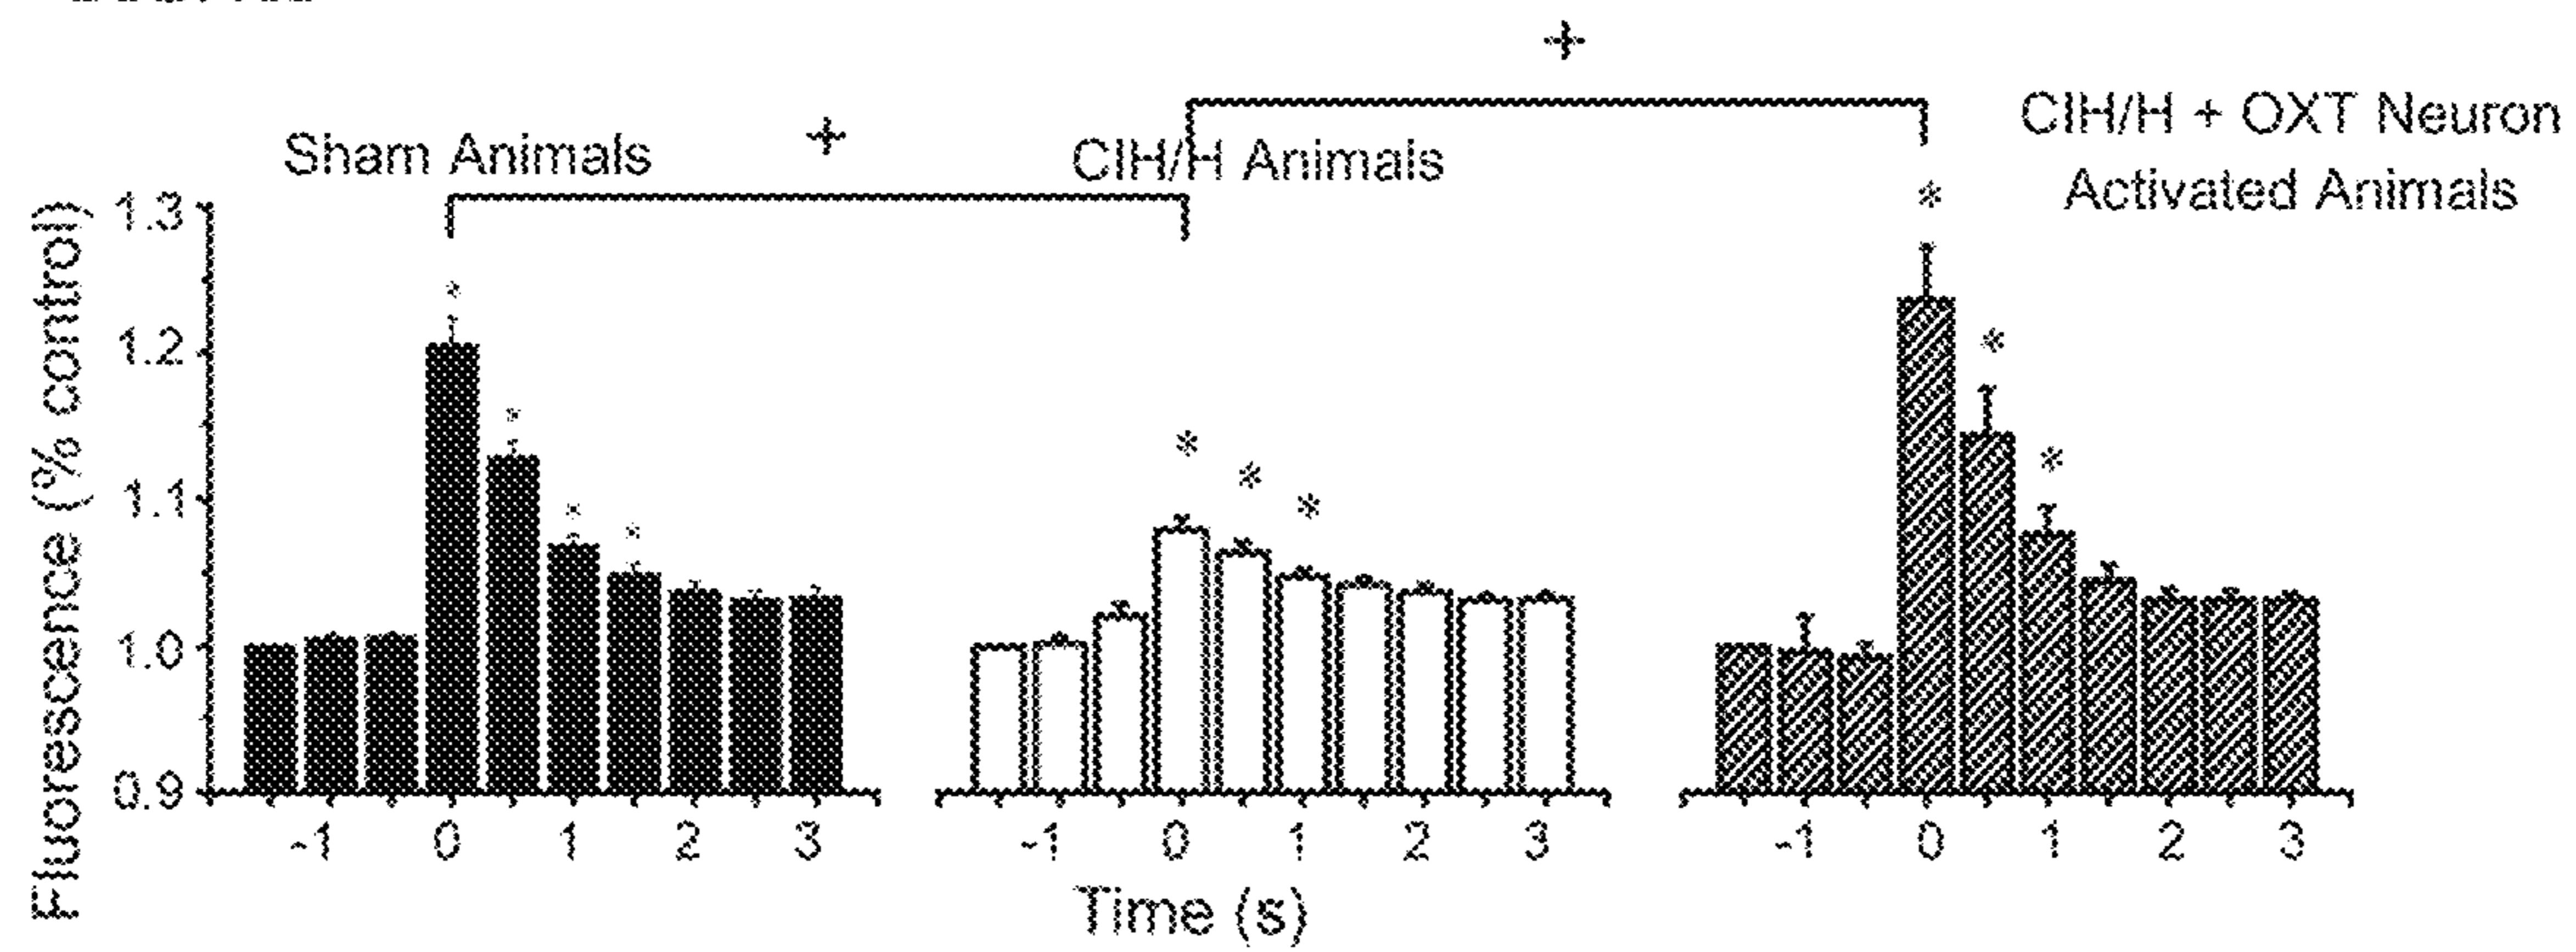 +
CIH/H + OXT Neuron
Activated Animals
Sham Animals
+
CIH/H Animals
Fluorescence (% control)
1.3
1.2
1.1
1.0
0.9
*
*
*
*
*
*
*
*
*
*
-1 0 1 2 3
-1 0 1 2 3
-1 0 1 2 3
Time (s)